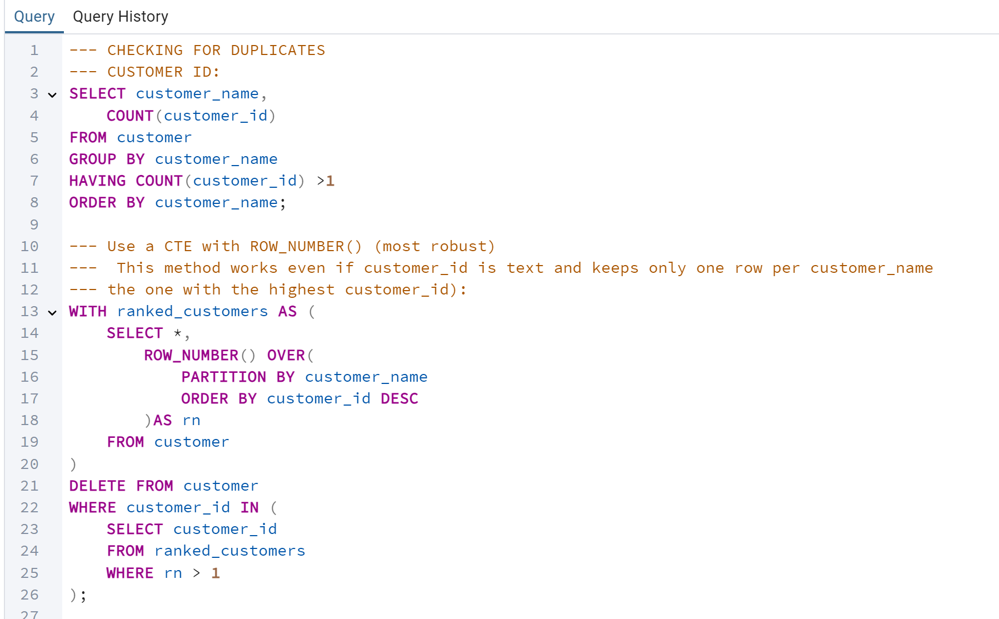 Query Query History
1 --- CHECKING FOR DUPLICATES
2 --- CUSTOMER ID:
3 SELECT customer_name,
4     COUNT(customer_id)
5 FROM customer
6 GROUP BY customer_name
7 HAVING COUNT(customer_id) >1
8 ORDER BY customer_name;
9
10 --- Use a CTE with ROW_NUMBER() (most robust)
11 ---  This method works even if customer_id is text and keeps only one row per customer_name
12 --- the one with the highest customer_id):
13 WITH ranked_customers AS (
14     SELECT *,
15         ROW_NUMBER() OVER(
16             PARTITION BY customer_name
17             ORDER BY customer_id DESC
18         )AS rn
19     FROM customer
20 )
21 DELETE FROM customer
22 WHERE customer_id IN (
23     SELECT customer_id
24     FROM ranked_customers
25     WHERE rn > 1
26 );
27